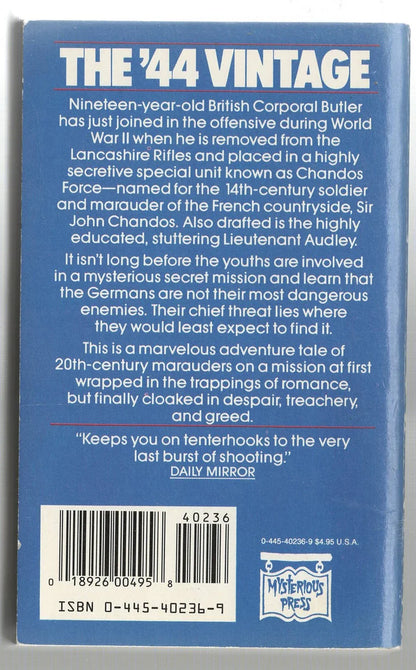 THE '44 VINTAGE
Nineteen-year-old British Corporal Butler
has just joined in the offensive during World
War II when he is removed from the
Lancashire Rifles and placed in a highly
secretive special unit known as Chandos
Force—named for the 14th-century soldier
and marauder of the French countryside, Sir
John Chandos. Also drafted is the highly
educated, stuttering Lieutenant Audley.
It isn't long before the youths are involved
in a mysterious secret mission and learn that
the Germans are not their most dangerous
enemies. Their chief threat lies where
they would least expect to find it.
This is a marvelous adventure tale of
20th-century marauders on a mission at first
wrapped in the trappings of romance,
but finally cloaked in despair, treachery,
and greed.
"Keeps you on tenterhooks to the very
last burst of shooting."
DAILY MIRROR
40236
0 18926 00495 8
ISBN 0-445-40236-9
0-445-40236-9 $4.95 U.S.A.
MYSTERIOUS
PRESS